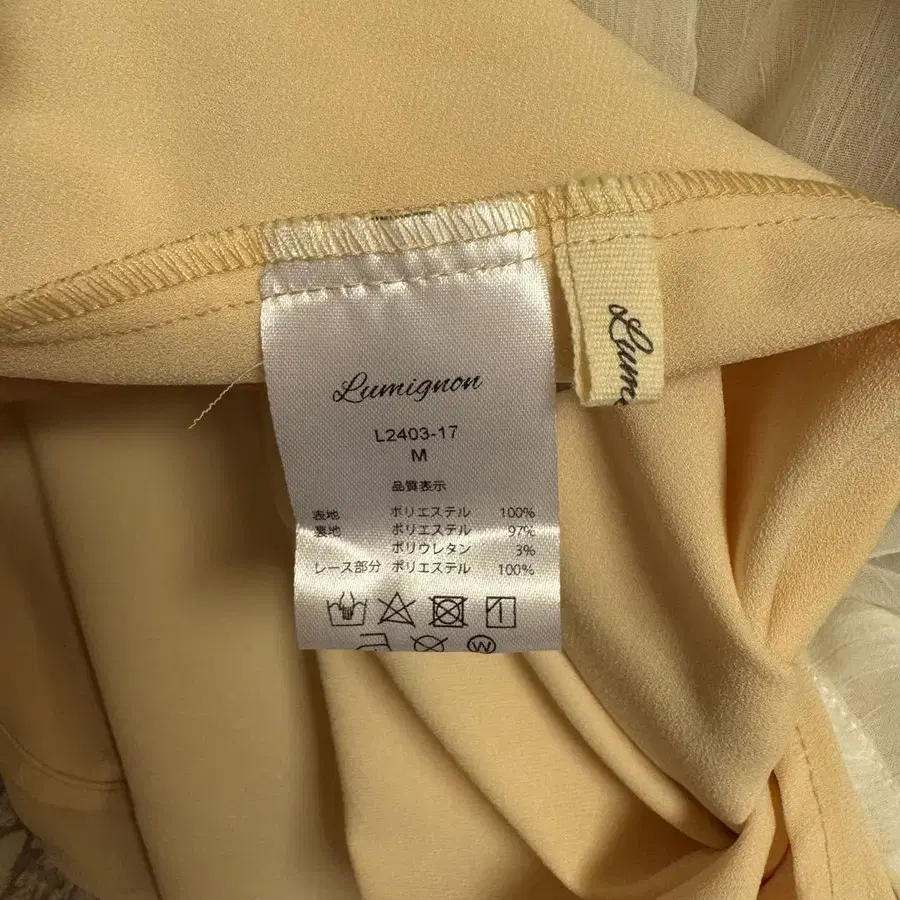 Lumignon
L2403-17
M
品質表示
表地 ポリエステル 100%
裏地 ポリエステル 97%
ポリウレタン 3%
レース部分 ポリエステル 100%
W
Lum